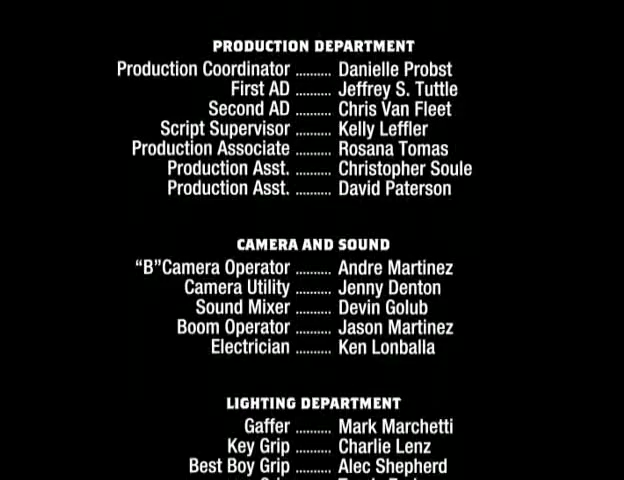 PRODUCTION DEPARTMENT
Production Coordinator .......... Danielle Probst
First AD .......... Jeffrey S. Tuttle
Second AD .......... Chris Van Fleet
Script Supervisor .......... Kelly Leffler
Production Associate .......... Rosana Tomas
Production Asst. .......... Christopher Soule
Production Asst. .......... David Paterson
CAMERA AND SOUND
“B”Camera Operator .......... Andre Martinez
Camera Utility .......... Jenny Denton
Sound Mixer .......... Devin Golub
Boom Operator .......... Jason Martinez
Electrician .......... Ken Lonballa
LIGHTING DEPARTMENT
Gaffer .......... Mark Marchetti
Key Grip .......... Charlie Lenz
Best Boy Grip .......... Alec Shepherd